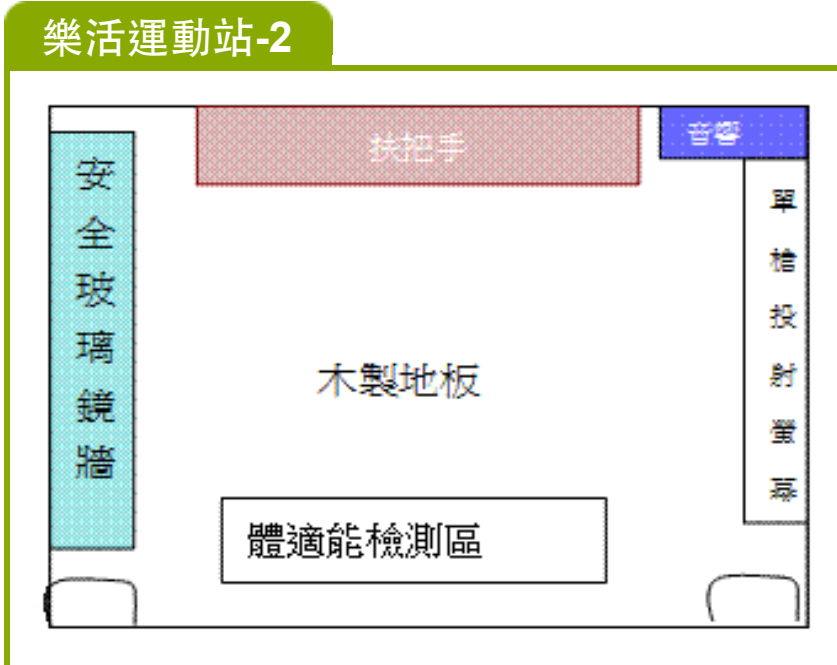 樂活運動站-2
扶把手
音響
安全玻璃鏡牆
單槍投射螢幕
木製地板
體適能檢測區